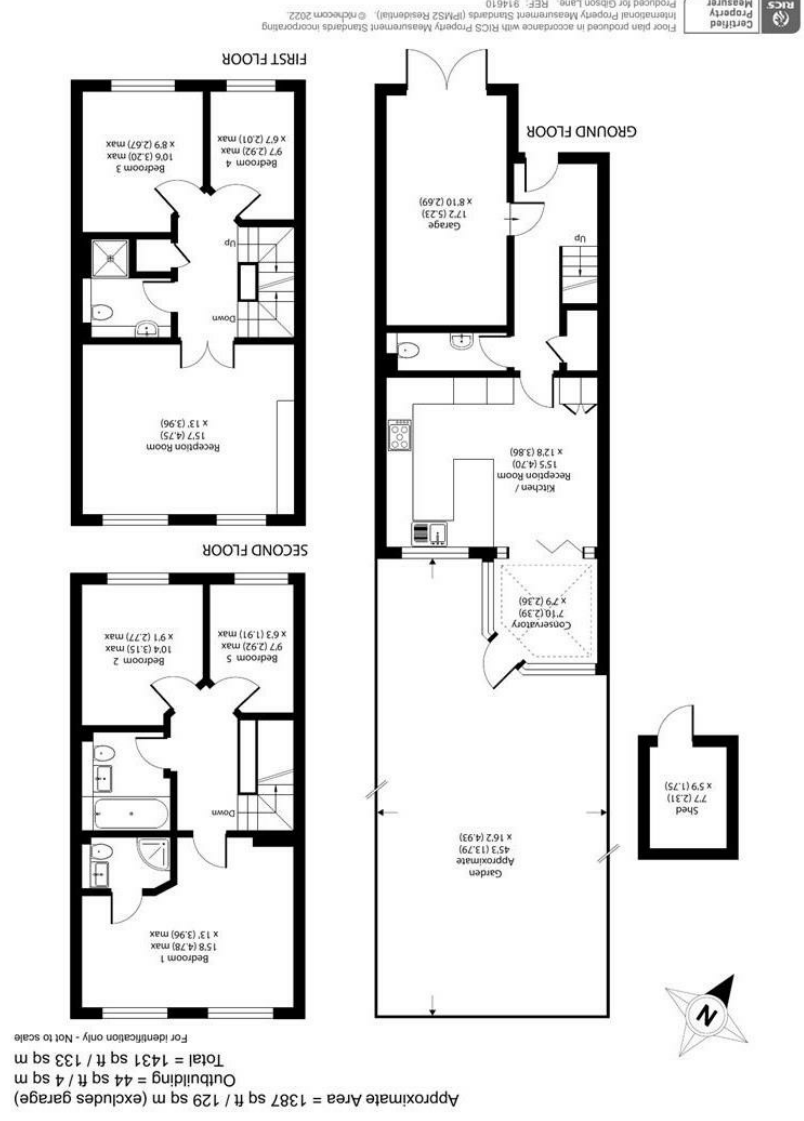 Approximate Area = 1387 sq ft / 129 sq m (excludes garage)
Outbuilding = 44 sq ft / 4 sq m
Total = 1431 sq ft / 133 sq m
For identification only - Not to scale
N
Garden
Approximate
45'3 (13.79)
x 16'2 (4.93)
Shed
7'7 (2.31)
x 5'9 (1.75)
Conservatory
7'10 (2.39)
x 7'9 (2.36)
Kitchen /
Reception Room
15'5 (4.70)
x 12'8 (3.86)
Up
Garage
17'2 (5.23)
x 8'10 (2.69)
GROUND FLOOR
Bedroom 1
15'8 (4.78) max
x 13' (3.96) max
Down
Bedroom 5
9'7 (2.92) max
x 6'3 (1.91) max
Bedroom 2
10'4 (3.15) max
x 9'1 (2.77) max
SECOND FLOOR
Reception Room
15'7 (4.75)
x 13' (3.96)
Down
Up
Bedroom 4
9'7 (2.92) max
x 6'7 (2.01) max
Bedroom 3
10'6 (3.20) max
x 8'9 (2.67) max
FIRST FLOOR
RICS
Certified
Property
Measurer
Floor plan produced in accordance with RICS Property Measurement Standards incorporating
International Property Measurement Standards (IPMS2 Residential). © nichecom 2022.
Produced for Gibson Lane. REF: 914610